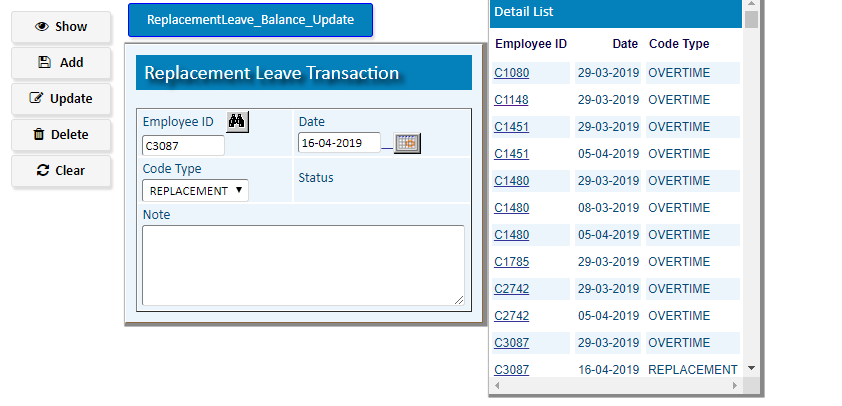 Show
Add
Update
Delete
Clear
ReplacementLeave_Balance_Update
Replacement Leave Transaction
Employee ID
Date
C3087
16-04-2019
Code Type
Status
REPLACEMENT
Note
Detail List
Employee ID Date Code Type
C1080 29-03-2019 OVERTIME
C1148 29-03-2019 OVERTIME
C1451 29-03-2019 OVERTIME
C1451 05-04-2019 OVERTIME
C1480 29-03-2019 OVERTIME
C1480 08-03-2019 OVERTIME
C1480 05-04-2019 OVERTIME
C1785 29-03-2019 OVERTIME
C2742 29-03-2019 OVERTIME
C2742 05-04-2019 OVERTIME
C3087 29-03-2019 OVERTIME
C3087 16-04-2019 REPLACEMENT